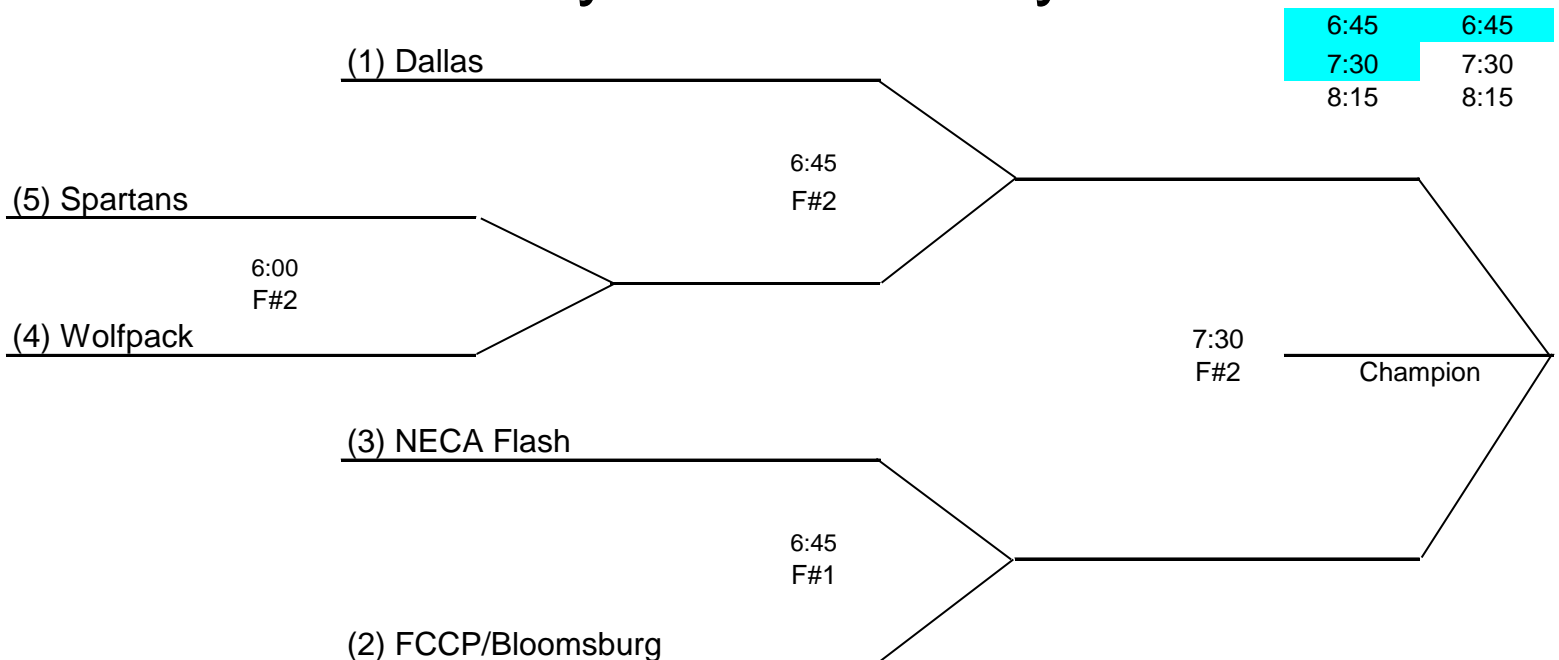 6:45 6:45
(1) Dallas
7:30 7:30
8:15 8:15
6:45
(5) Spartans
F#2
6:00
F#2
(4) Wolfpack
7:30
F#2
Champion
(3) NECA Flash
6:45
F#1
(2) FCCP/Bloomsburg